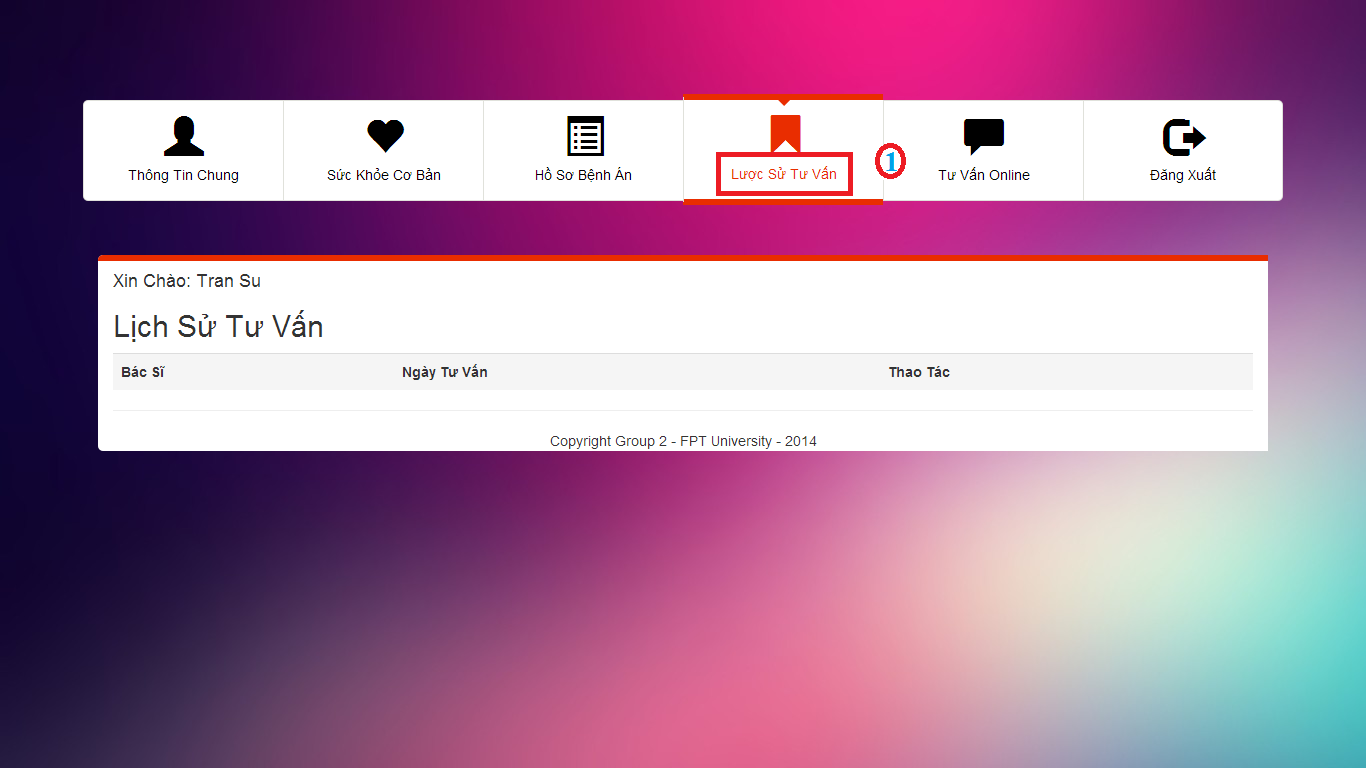 Thông Tin Chung
Sức Khỏe Cơ Bản
Hồ Sơ Bệnh Án
Lược Sử Tư Vấn
1
Tư Vấn Online
Đăng Xuất
Xin Chào: Tran Su
Lịch Sử Tư Vấn
Bác Sĩ Ngày Tư Vấn Thao Tác
Copyright Group 2 - FPT University - 2014